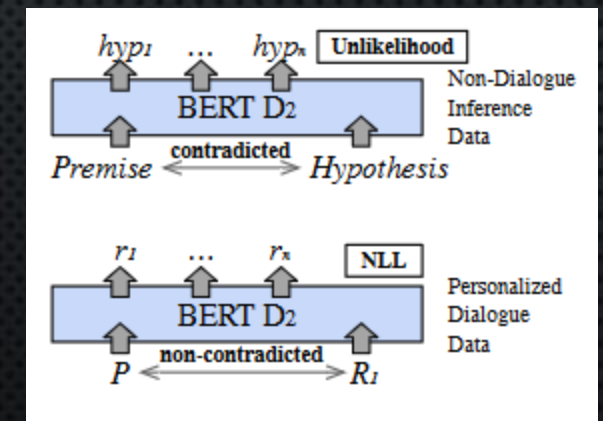 hyp₁ ... hypₙ Unlikelihood
BERT D₂
Non-Dialogue
Inference
Data
contradicted
Premise Hypothesis
r₁ ... rₙ NLL
BERT D₂
Personalized
Dialogue
Data
non-contradicted
P R₁